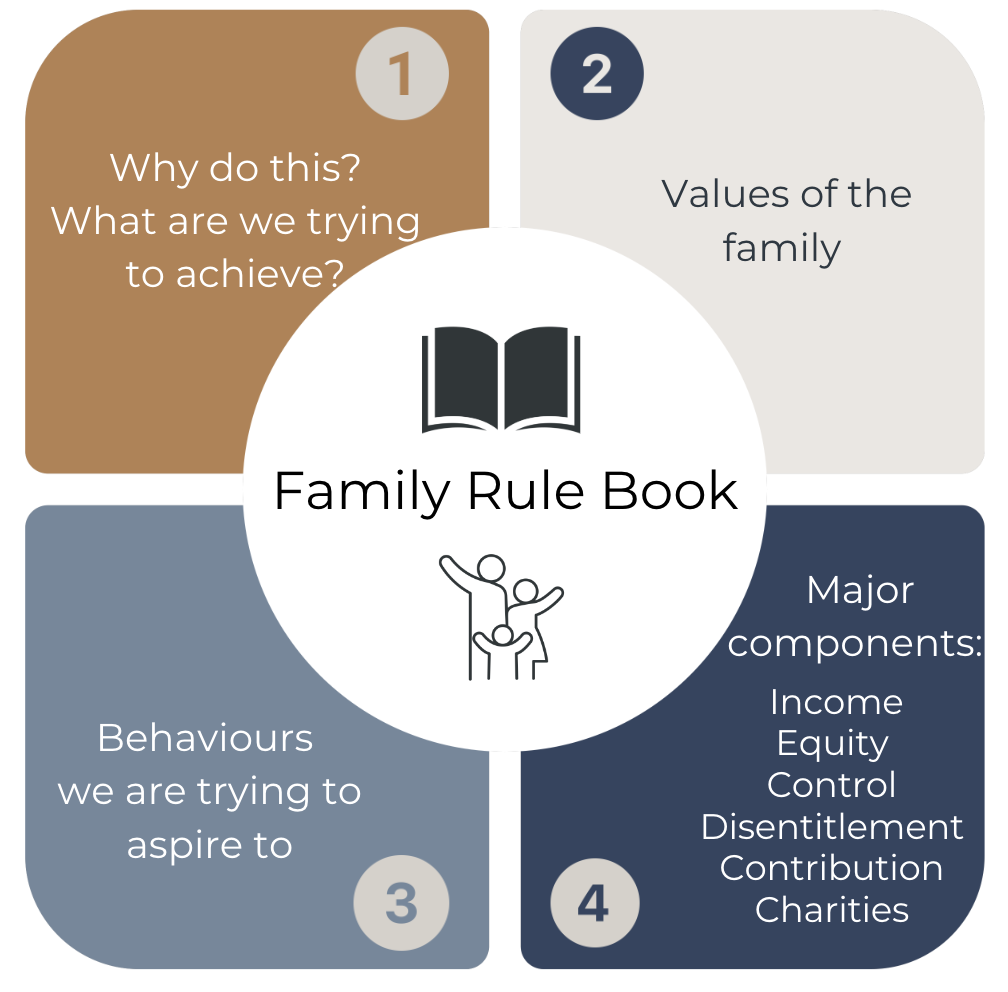 1
Why do this?
What are we trying
to achieve?
2
Values of the
family
Family Rule Book
Behaviours
we are trying to
aspire to
3
Major
components:
Income
Equity
Control
Disentitlement
Contribution
Charities
4